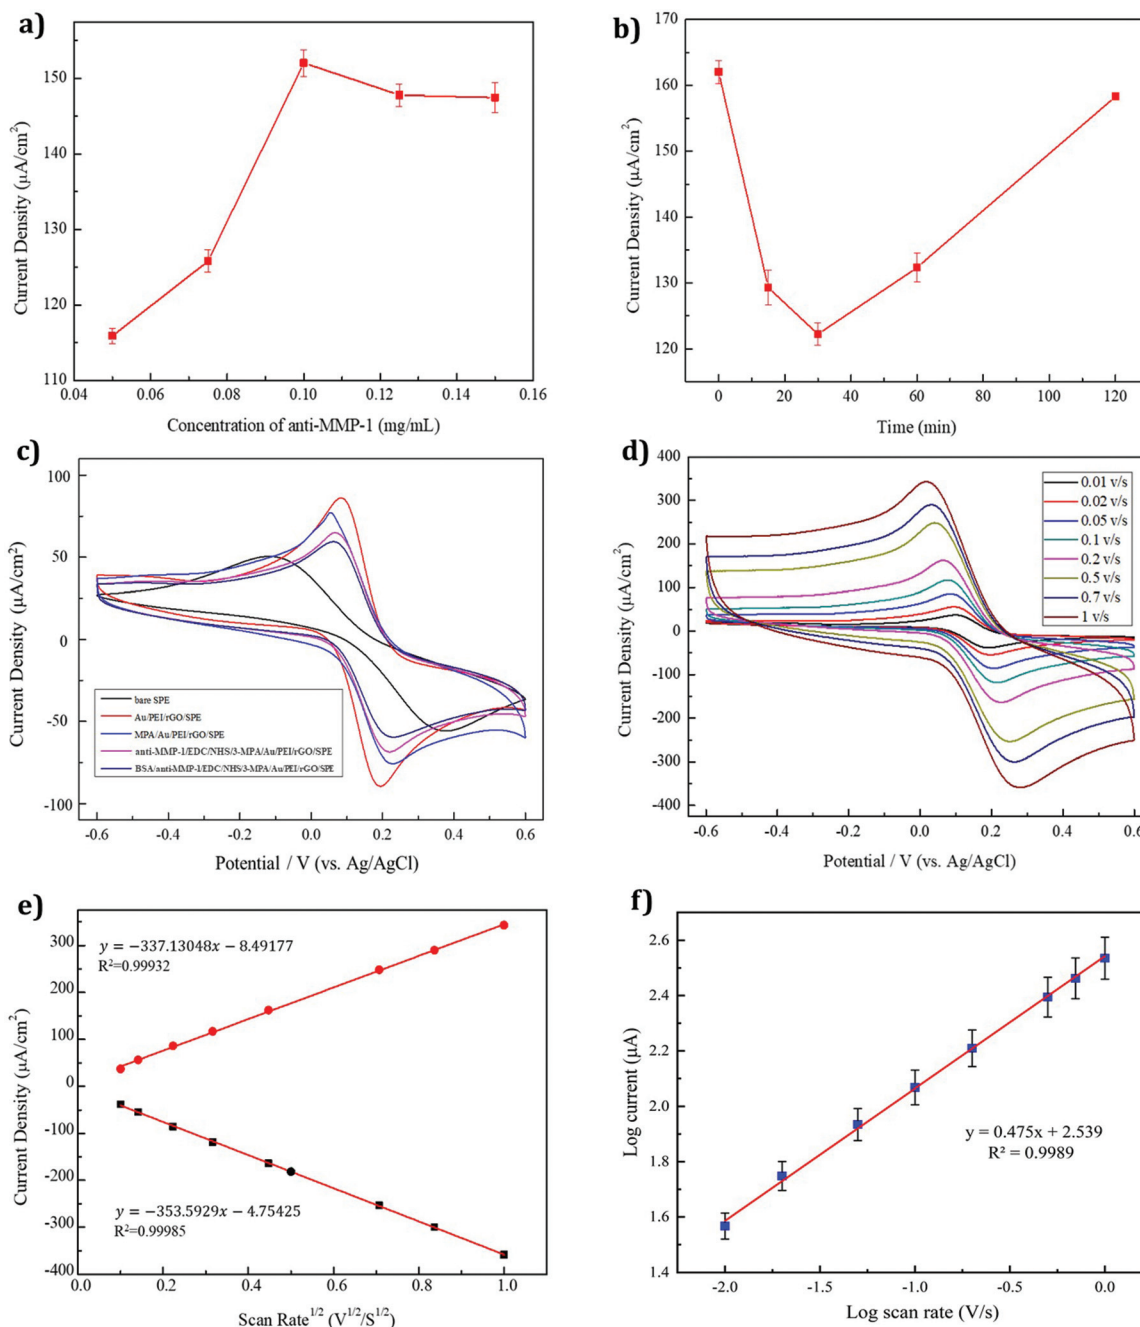 a)
150
140
130
120
110
0.04 0.06 0.08 0.10 0.12 0.14 0.16
Current Density (μA/cm²)
Concentration of anti-MMP-1 (mg/mL)
b)
170
160
150
140
130
120
0 20 40 60 80 100 120
Current Density (μA/cm²)
Time (min)
c)
100
50
0
-50
-100
-0.6 -0.4 -0.2 0.0 0.2 0.4 0.6
Current Density (μA/cm²)
Potential / V (vs. Ag/AgCl)
bare SPE
Au/PEI/rGO/SPE
MPA/Au/PEI/rGO/SPE
anti-MMP-1/EDC/NHS/3-MPA/Au/PEI/rGO/SPE
BSA/anti-MMP-1/EDC/NHS/3-MPA/Au/PEI/rGO/SPE
d)
400
300
200
100
0
-100
-200
-300
-400
-0.6 -0.4 -0.2 0.0 0.2 0.4 0.6
Current Density (μA/cm²)
Potential / V (vs. Ag/AgCl)
0.01 v/s
0.02 v/s
0.05 v/s
0.1 v/s
0.2 v/s
0.5 v/s
0.7 v/s
1 v/s
e)
300
200
100
0
-100
-200
-300
-400
0.0 0.2 0.4 0.6 0.8 1.0
Current Density (μA/cm²)
Scan Rate^1/2 (V^1/2/S^1/2)
y = −337.13048x − 8.49177
R²=0.99932
y = −353.5929x − 4.75425
R²=0.99985
f)
2.6
2.4
2.2
2.0
1.8
1.6
1.4
-2.0 -1.5 -1.0 -0.5 0.0
Log current (μA)
Log scan rate (V/s)
y = 0.475x + 2.539
R² = 0.9989